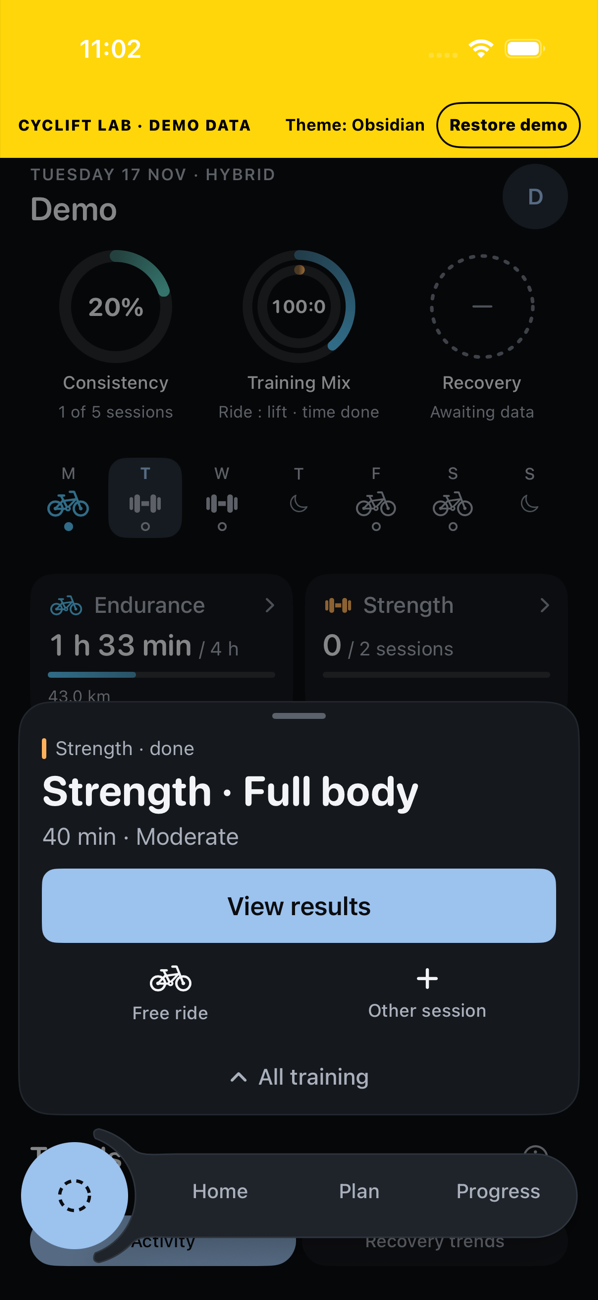 11:02
CYCLIFT LAB · DEMO DATA
Theme: Obsidian
Restore demo
TUESDAY 17 NOV · HYBRID
Demo
D
20%
100:0
—
Consistency
Training Mix
Recovery
1 of 5 sessions
Ride : lift · time done
Awaiting data
M T W T F S S
Endurance
1 h 33 min / 4 h
43.0 km
Strength
0 / 2 sessions
Strength · done
Strength · Full body
40 min · Moderate
View results
Free ride
Other session
All training
Home
Plan
Progress
Activity
Recovery trends